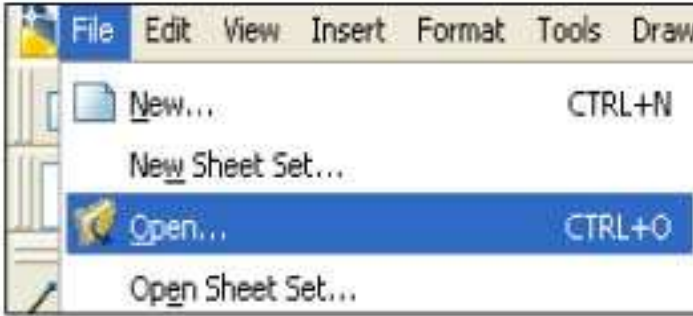 File Edit View Insert Format Tools Draw
New... CTRL+N
New Sheet Set...
Open... CTRL+O
Open Sheet Set...